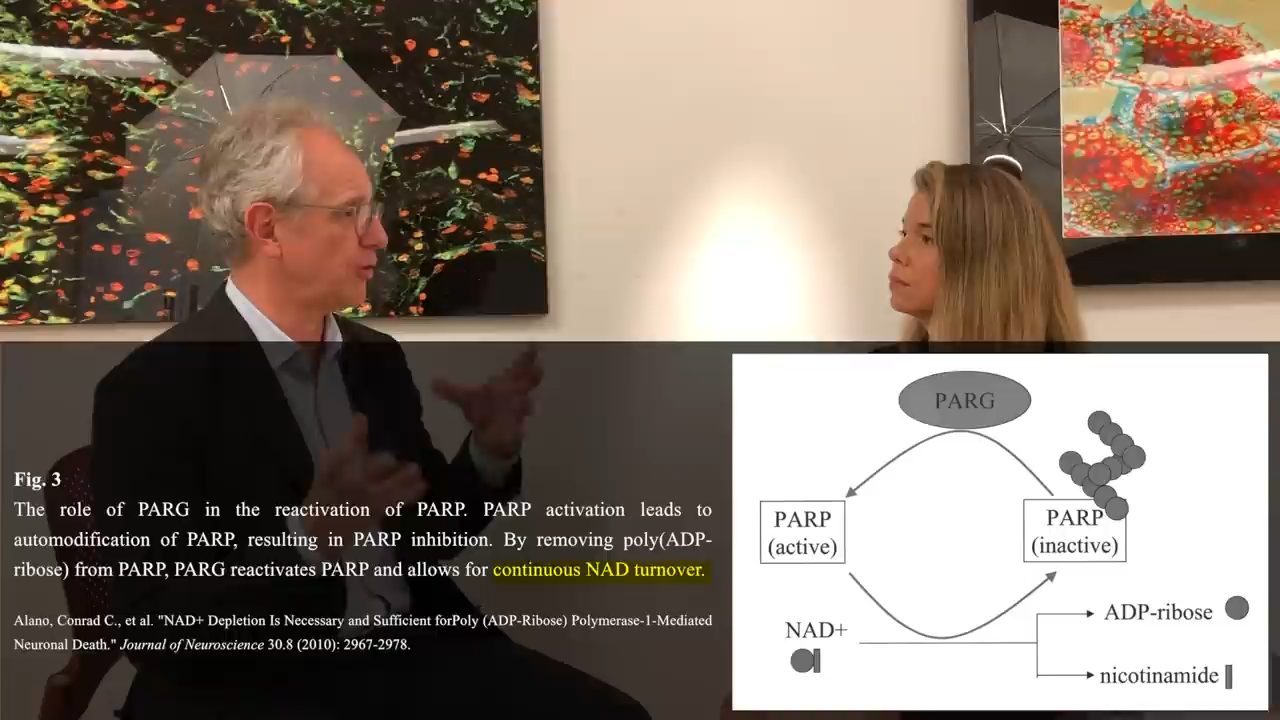 Fig. 3
The role of PARG in the reactivation of PARP. PARP activation leads to
automodification of PARP, resulting in PARP inhibition. By removing poly(ADP-
ribose) from PARP, PARG reactivates PARP and allows for continuous NAD turnover.
Alano, Conrad C., et al. "NAD+ Depletion Is Necessary and Sufficient forPoly (ADP-Ribose) Polymerase-1-Mediated
Neuronal Death." Journal of Neuroscience 30.8 (2010): 2967-2978.
PARG
PARP
(active)
PARP
(inactive)
NAD+
ADP-ribose
nicotinamide